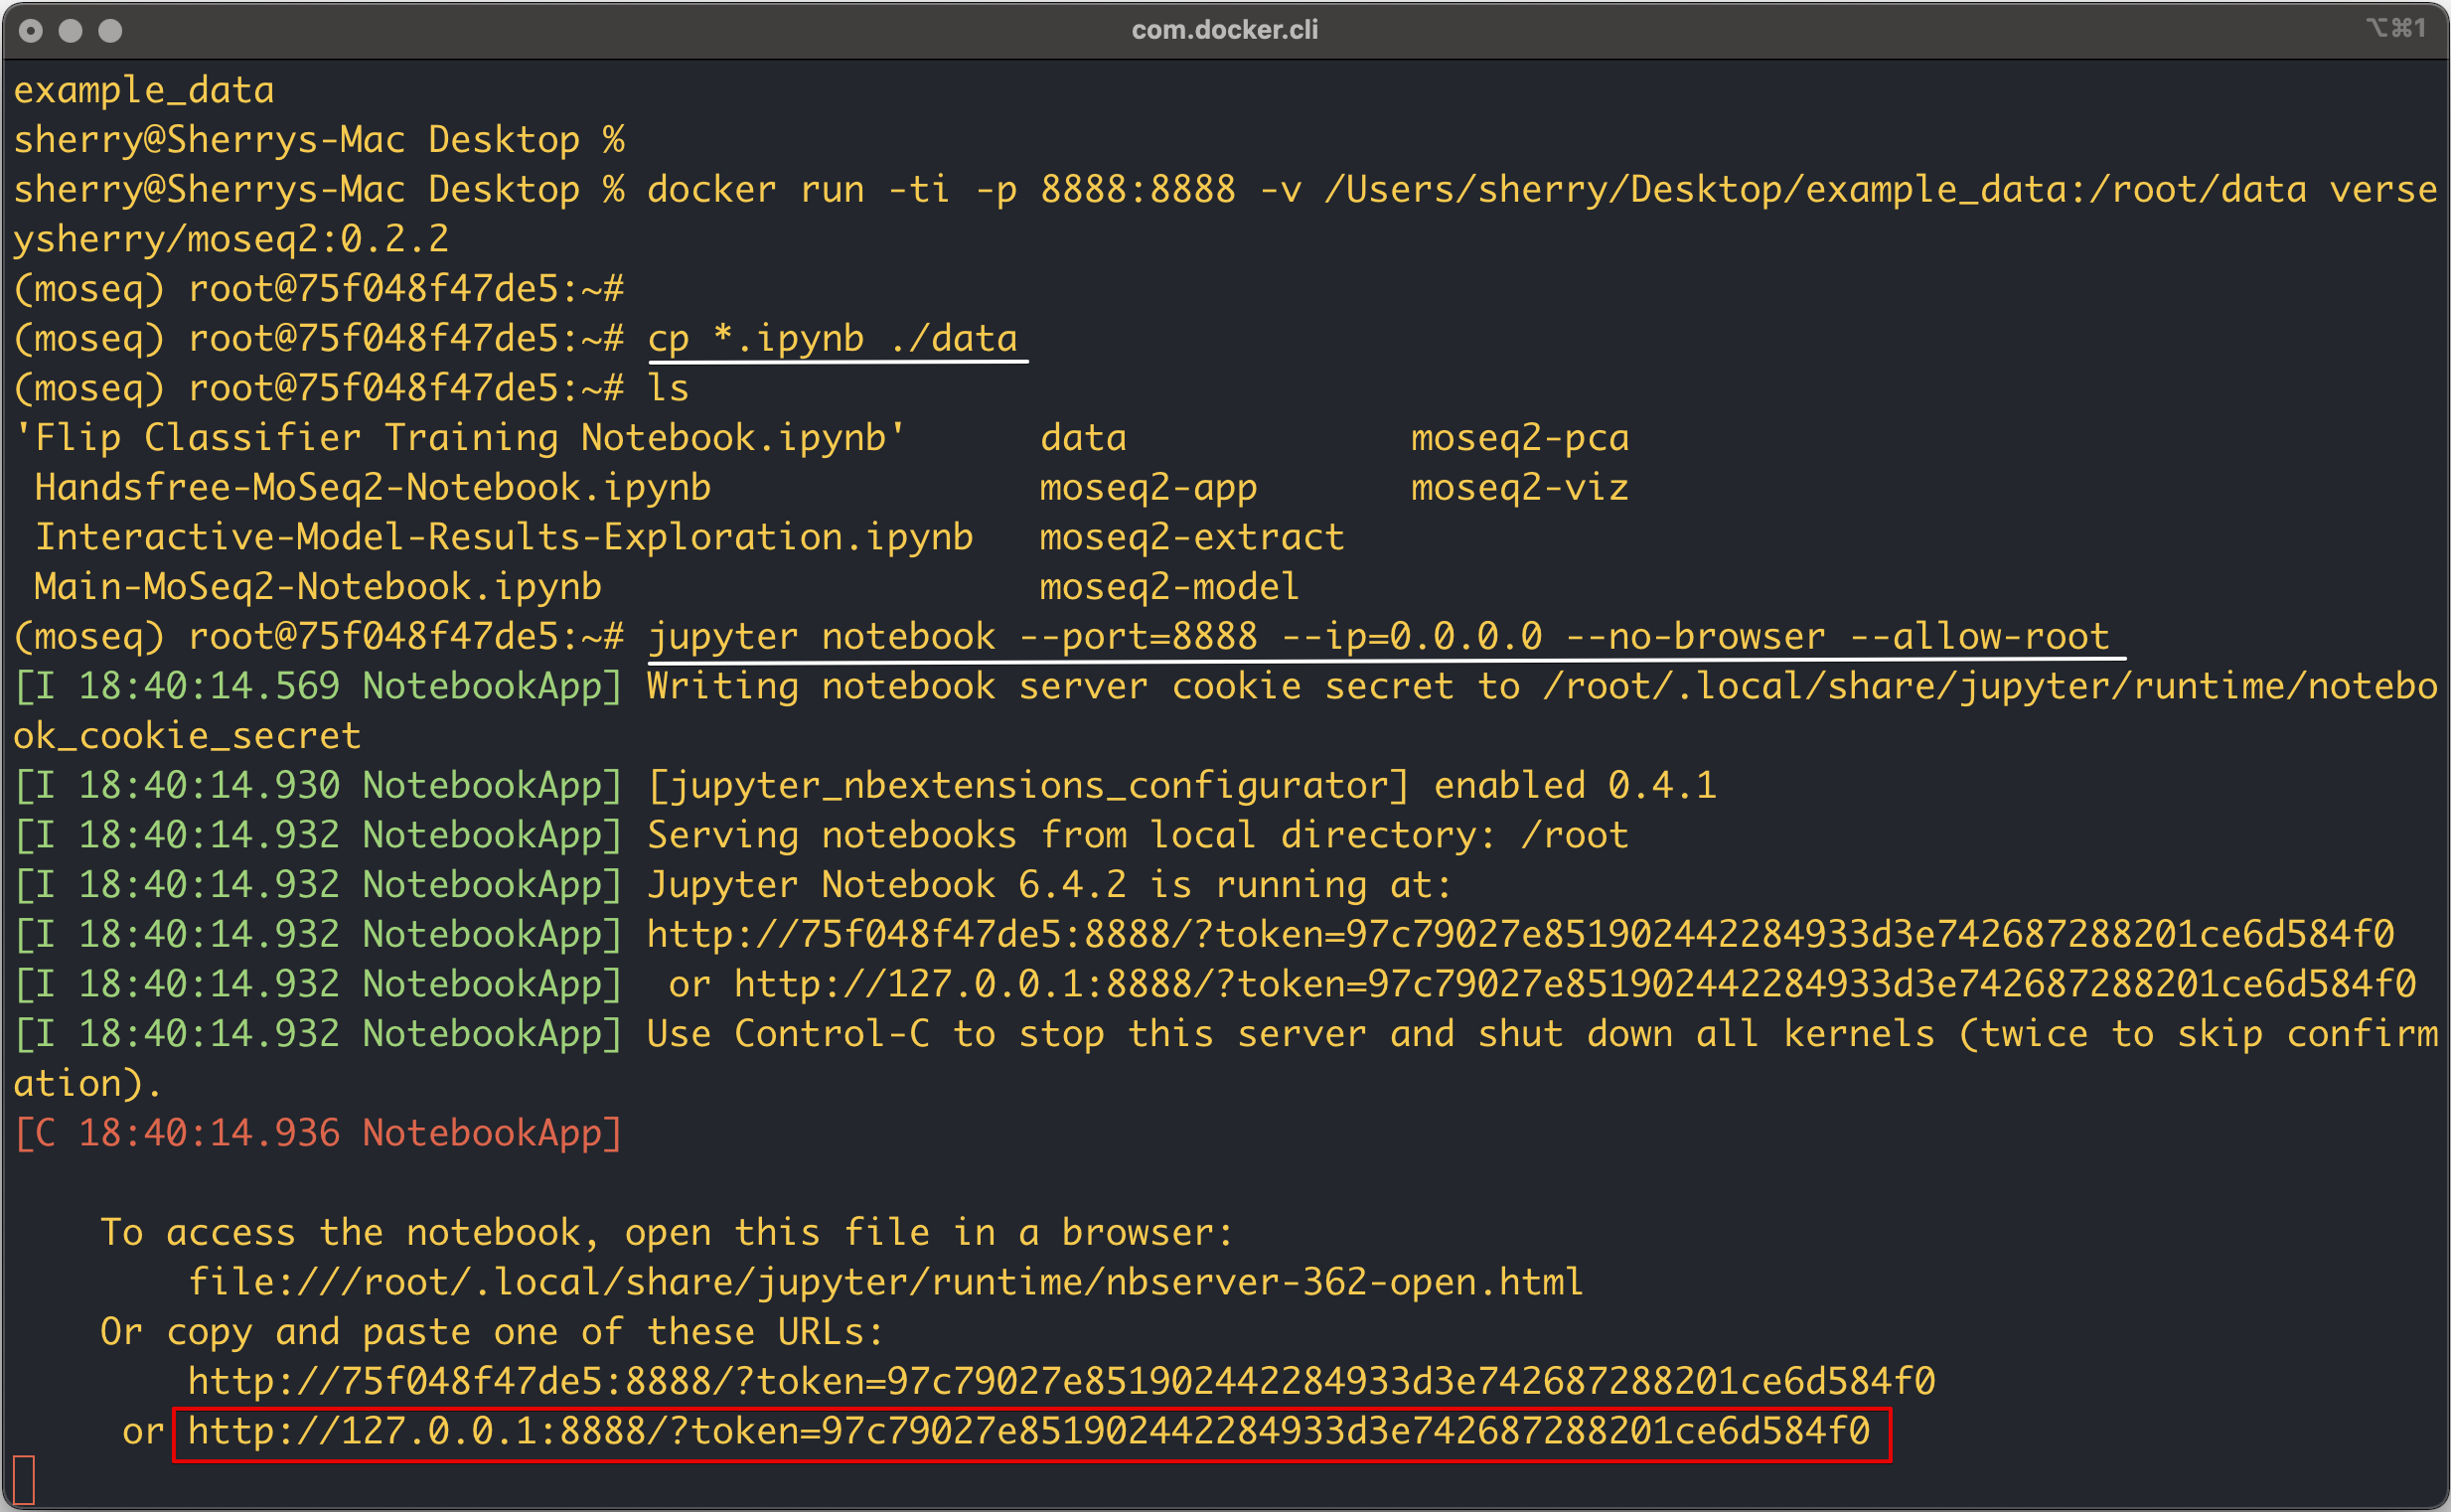 com.docker.cli
⌥⌘1
example_data
sherry@Sherrys-Mac Desktop %
sherry@Sherrys-Mac Desktop % docker run -ti -p 8888:8888 -v /Users/sherry/Desktop/example_data:/root/data verse
ysherry/moseq2:0.2.2
(moseq) root@75f048f47de5:~#
(moseq) root@75f048f47de5:~# cp *.ipynb ./data
(moseq) root@75f048f47de5:~# ls
'Flip Classifier Training Notebook.ipynb' data moseq2-pca
Handsfree-MoSeq2-Notebook.ipynb moseq2-app moseq2-viz
Interactive-Model-Results-Exploration.ipynb moseq2-extract
Main-MoSeq2-Notebook.ipynb moseq2-model
(moseq) root@75f048f47de5:~# jupyter notebook --port=8888 --ip=0.0.0.0 --no-browser --allow-root
[I 18:40:14.569 NotebookApp] Writing notebook server cookie secret to /root/.local/share/jupyter/runtime/notebo
ok_cookie_secret
[I 18:40:14.930 NotebookApp] [jupyter_nbextensions_configurator] enabled 0.4.1
[I 18:40:14.932 NotebookApp] Serving notebooks from local directory: /root
[I 18:40:14.932 NotebookApp] Jupyter Notebook 6.4.2 is running at:
[I 18:40:14.932 NotebookApp] http://75f048f47de5:8888/?token=97c79027e851902442284933d3e742687288201ce6d584f0
[I 18:40:14.932 NotebookApp]  or http://127.0.0.1:8888/?token=97c79027e851902442284933d3e742687288201ce6d584f0
[I 18:40:14.932 NotebookApp] Use Control-C to stop this server and shut down all kernels (twice to skip confirm
ation).
[C 18:40:14.936 NotebookApp]
To access the notebook, open this file in a browser:
file:///root/.local/share/jupyter/runtime/nbserver-362-open.html
Or copy and paste one of these URLs:
http://75f048f47de5:8888/?token=97c79027e851902442284933d3e742687288201ce6d584f0
or http://127.0.0.1:8888/?token=97c79027e851902442284933d3e742687288201ce6d584f0